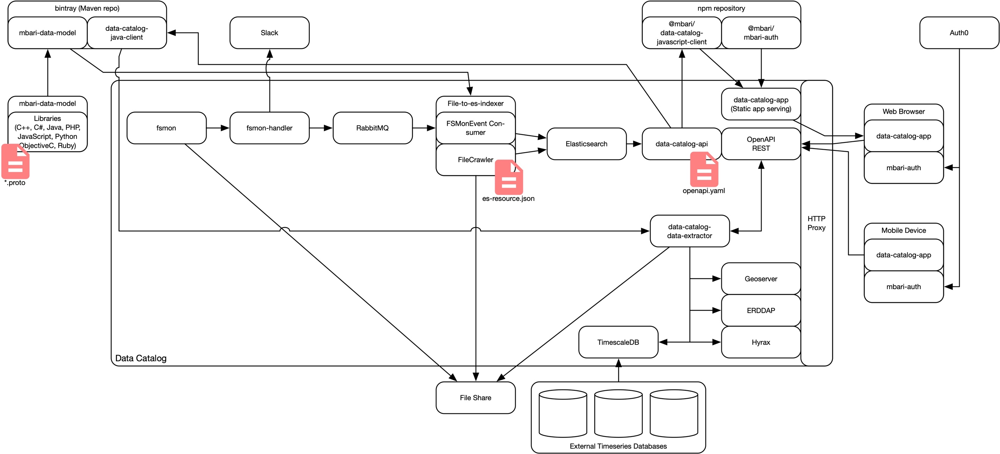 bintray (Maven repo)
mbari-data-model
data-catalog-
java-client
Slack
npm repository
@mbari/
data-catalog-
javascript-client
@mbari/
mbari-auth
Auth0
mbari-data-model
Libraries
(C++, C#, Java, PHP,
JavaScript, Python
ObjectiveC, Ruby)
*.proto
fsmon
fsmon-handler
RabbitMQ
File-to-es-indexer
FSMonEvent Con-
sumer
FileCrawler
es-resource.json
Elasticsearch
data-catalog-api
openapi.yaml
data-catalog-app
(Static app serving)
OpenAPI
REST
HTTP
Proxy
Web Browser
data-catalog-app
mbari-auth
Mobile Device
data-catalog-app
mbari-auth
data-catalog-
data-extractor
Geoserver
ERDDAP
Hyrax
TimescaleDB
Data Catalog
File Share
External Timeseries Databases